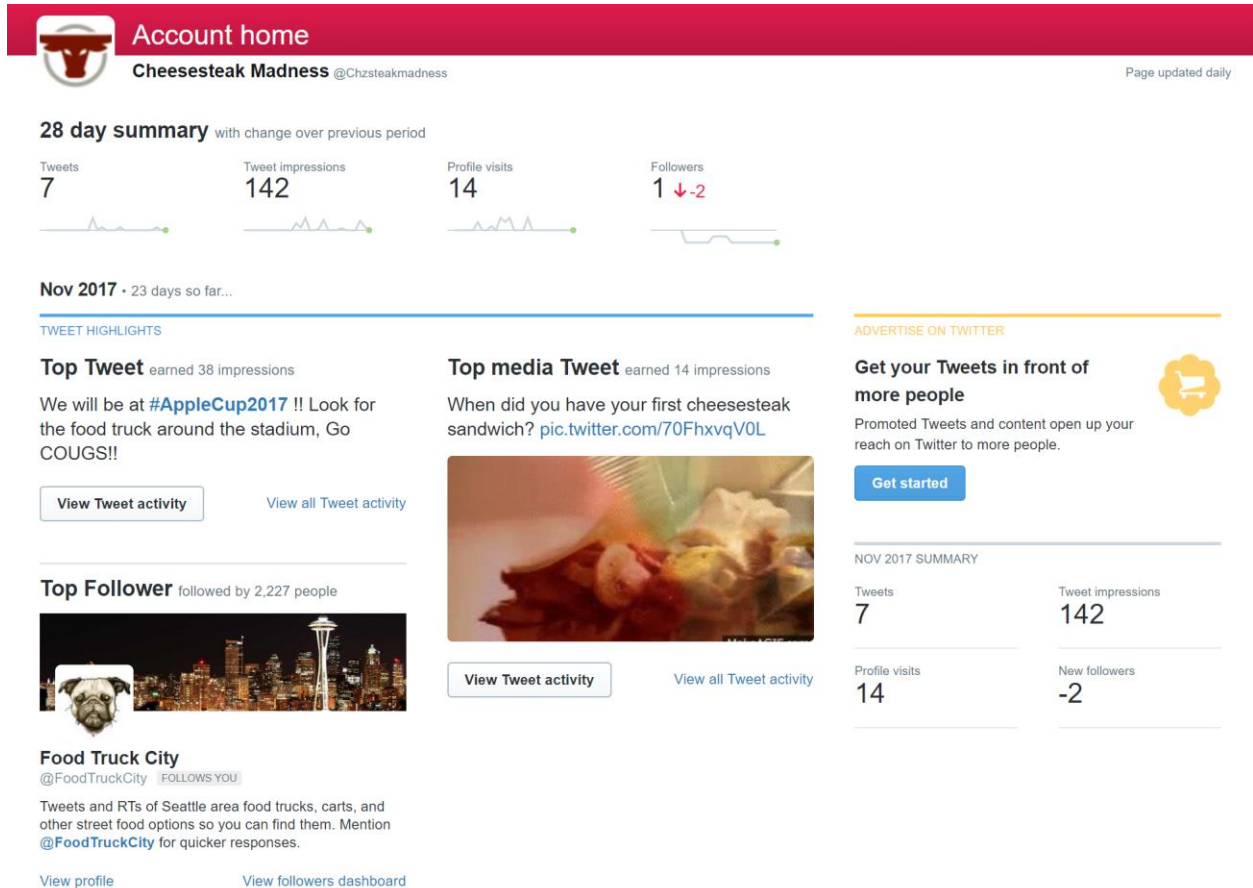 Account home
Cheesesteak Madness @Chzsteakmadness
Page updated daily
28 day summary with change over previous period
Tweets
7
Tweet impressions
142
Profile visits
14
Followers
1 ↓-2
Nov 2017 • 23 days so far...
TWEET HIGHLIGHTS
Top Tweet earned 38 impressions
We will be at #AppleCup2017 !! Look for
the food truck around the stadium, Go
COUGS!!
View Tweet activity
View all Tweet activity
Top Follower followed by 2,227 people
Food Truck City
@FoodTruckCity FOLLOWS YOU
Tweets and RTs of Seattle area food trucks, carts, and
other street food options so you can find them. Mention
@FoodTruckCity for quicker responses.
View profile
View followers dashboard
Top media Tweet earned 14 impressions
When did you have your first cheesesteak
sandwich? pic.twitter.com/70FhxvqV0L
View Tweet activity
View all Tweet activity
ADVERTISE ON TWITTER
Get your Tweets in front of
more people
Promoted Tweets and content open up your
reach on Twitter to more people.
Get started
NOV 2017 SUMMARY
Tweets
7
Tweet impressions
142
Profile visits
14
New followers
-2